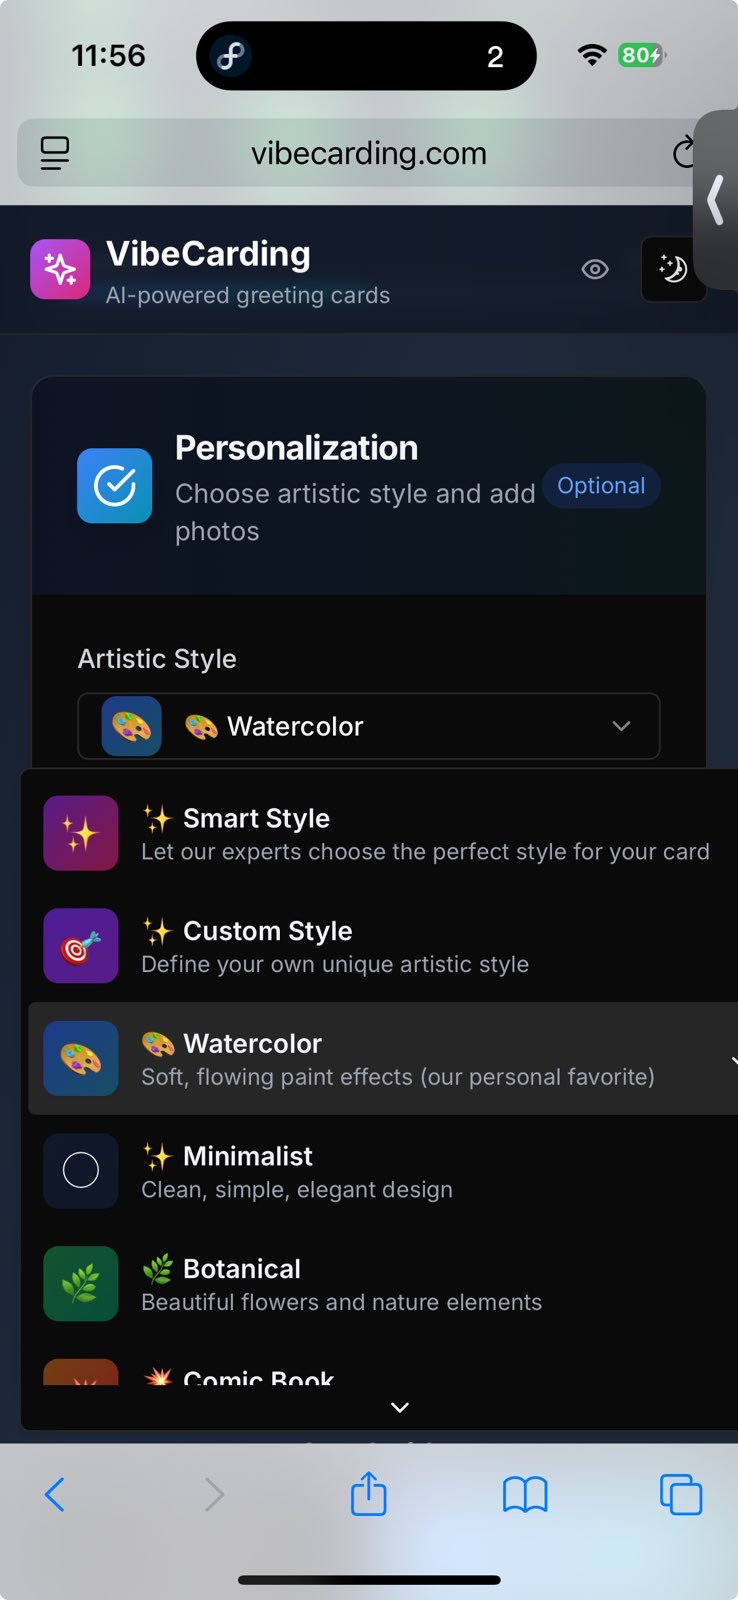 11:56
2
80
vibecarding.com
VibeCarding
AI-powered greeting cards
Personalization
Choose artistic style and add
photos
Optional
Artistic Style
Watercolor
Smart Style
Let our experts choose the perfect style for your card
Custom Style
Define your own unique artistic style
Watercolor
Soft, flowing paint effects (our personal favorite)
Minimalist
Clean, simple, elegant design
Botanical
Beautiful flowers and nature elements
Comic Book